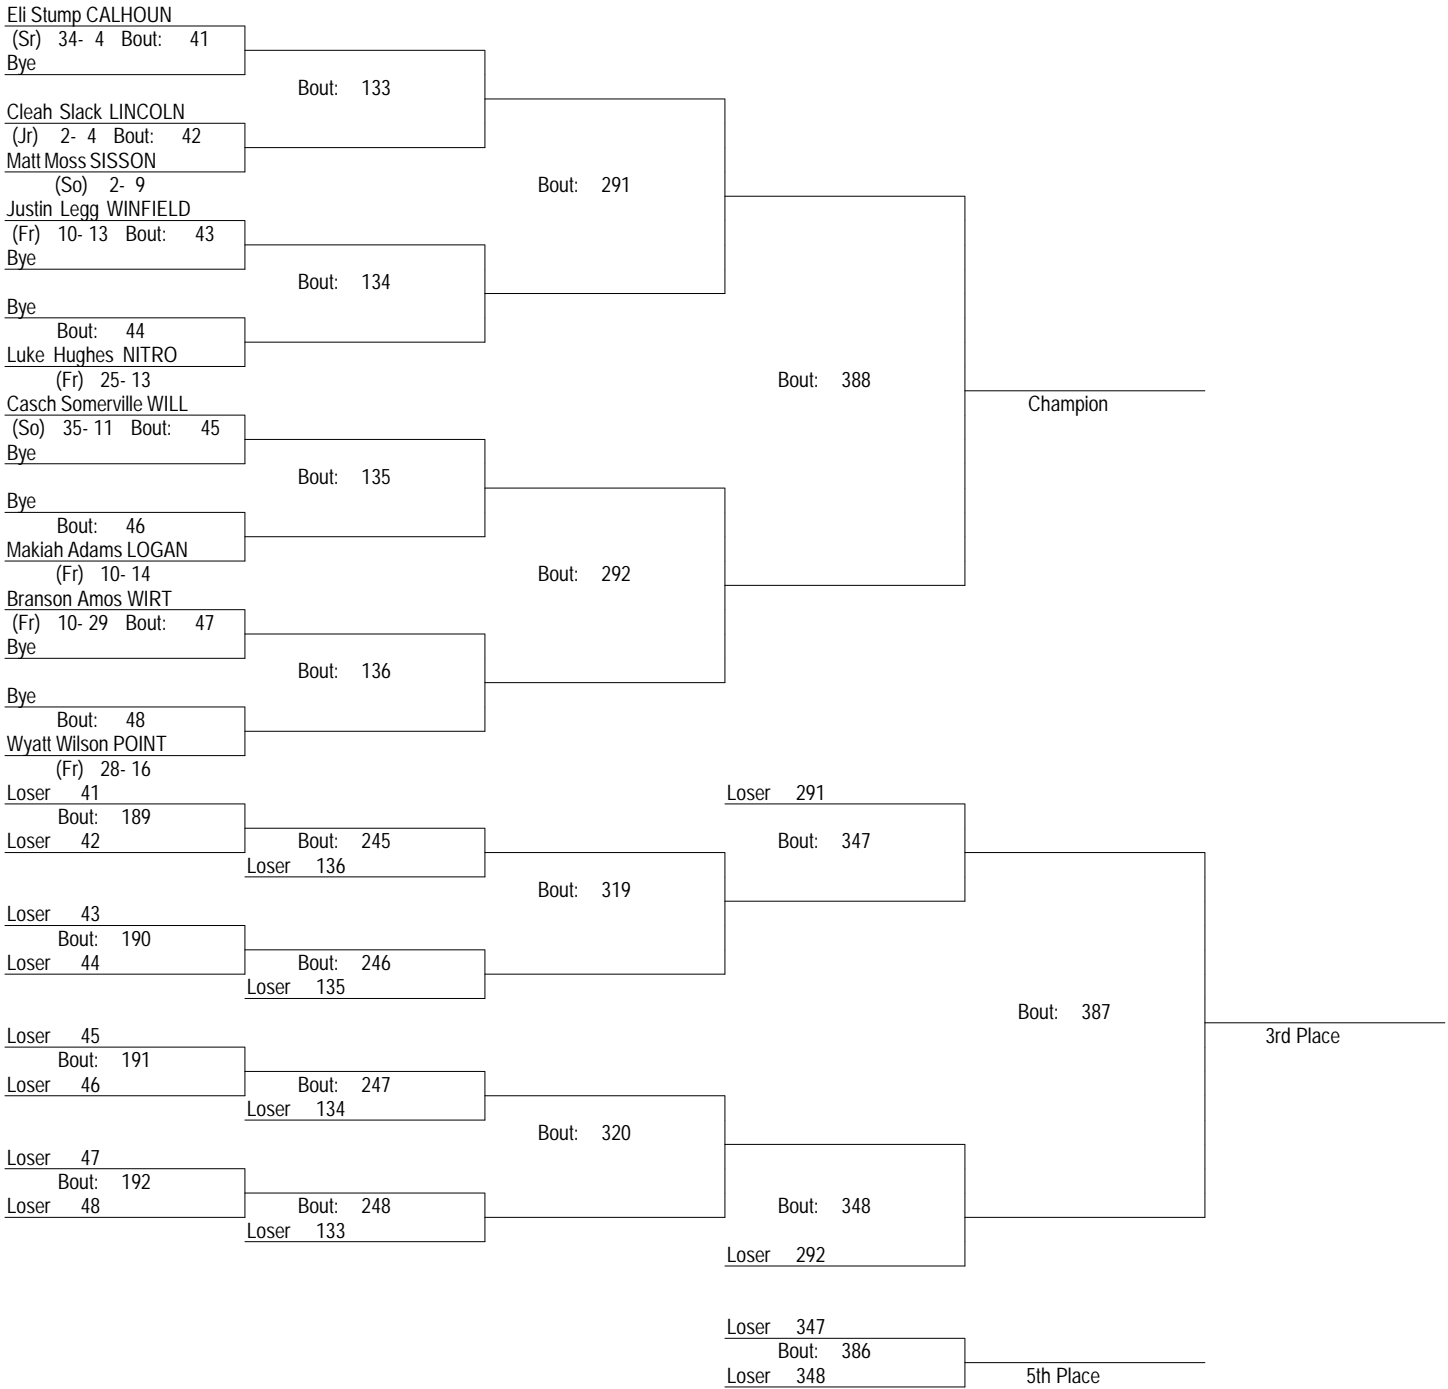 Eli Stump CALHOUN
(Sr) 34- 4 Bout: 41
Bye
Bout: 133
Cleah Slack LINCOLN
(Jr) 2- 4 Bout: 42
Matt Moss SISSON
(So) 2- 9
Bout: 291
Justin Legg WINFIELD
(Fr) 10- 13 Bout: 43
Bye
Bout: 134
Bye
Bout: 44
Luke Hughes NITRO
(Fr) 25- 13
Bout: 388
Champion
Casch Somerville WILL
(So) 35- 11 Bout: 45
Bye
Bout: 135
Bye
Bout: 46
Makiah Adams LOGAN
(Fr) 10- 14
Bout: 292
Branson Amos WIRT
(Fr) 10- 29 Bout: 47
Bye
Bout: 136
Bye
Bout: 48
Wyatt Wilson POINT
(Fr) 28- 16
Loser 41
Bout: 189
Loser 42
Bout: 245
Loser 136
Loser 291
Bout: 347
Bout: 319
Loser 43
Bout: 190
Loser 44
Bout: 246
Loser 135
Bout: 387
3rd Place
Loser 45
Bout: 191
Loser 46
Bout: 247
Loser 134
Bout: 320
Loser 47
Bout: 192
Loser 48
Bout: 248
Loser 133
Bout: 348
Loser 292
Loser 347
Bout: 386
Loser 348
5th Place